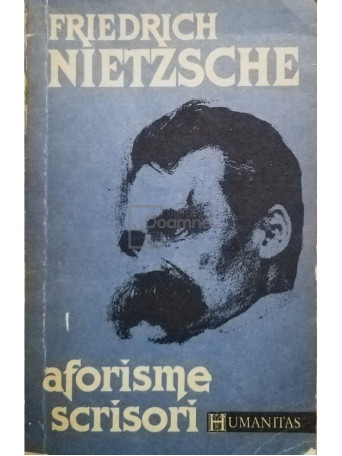 FRIEDRICH
NIETZSCHE
aforisme
scrisori
HUMANITAS